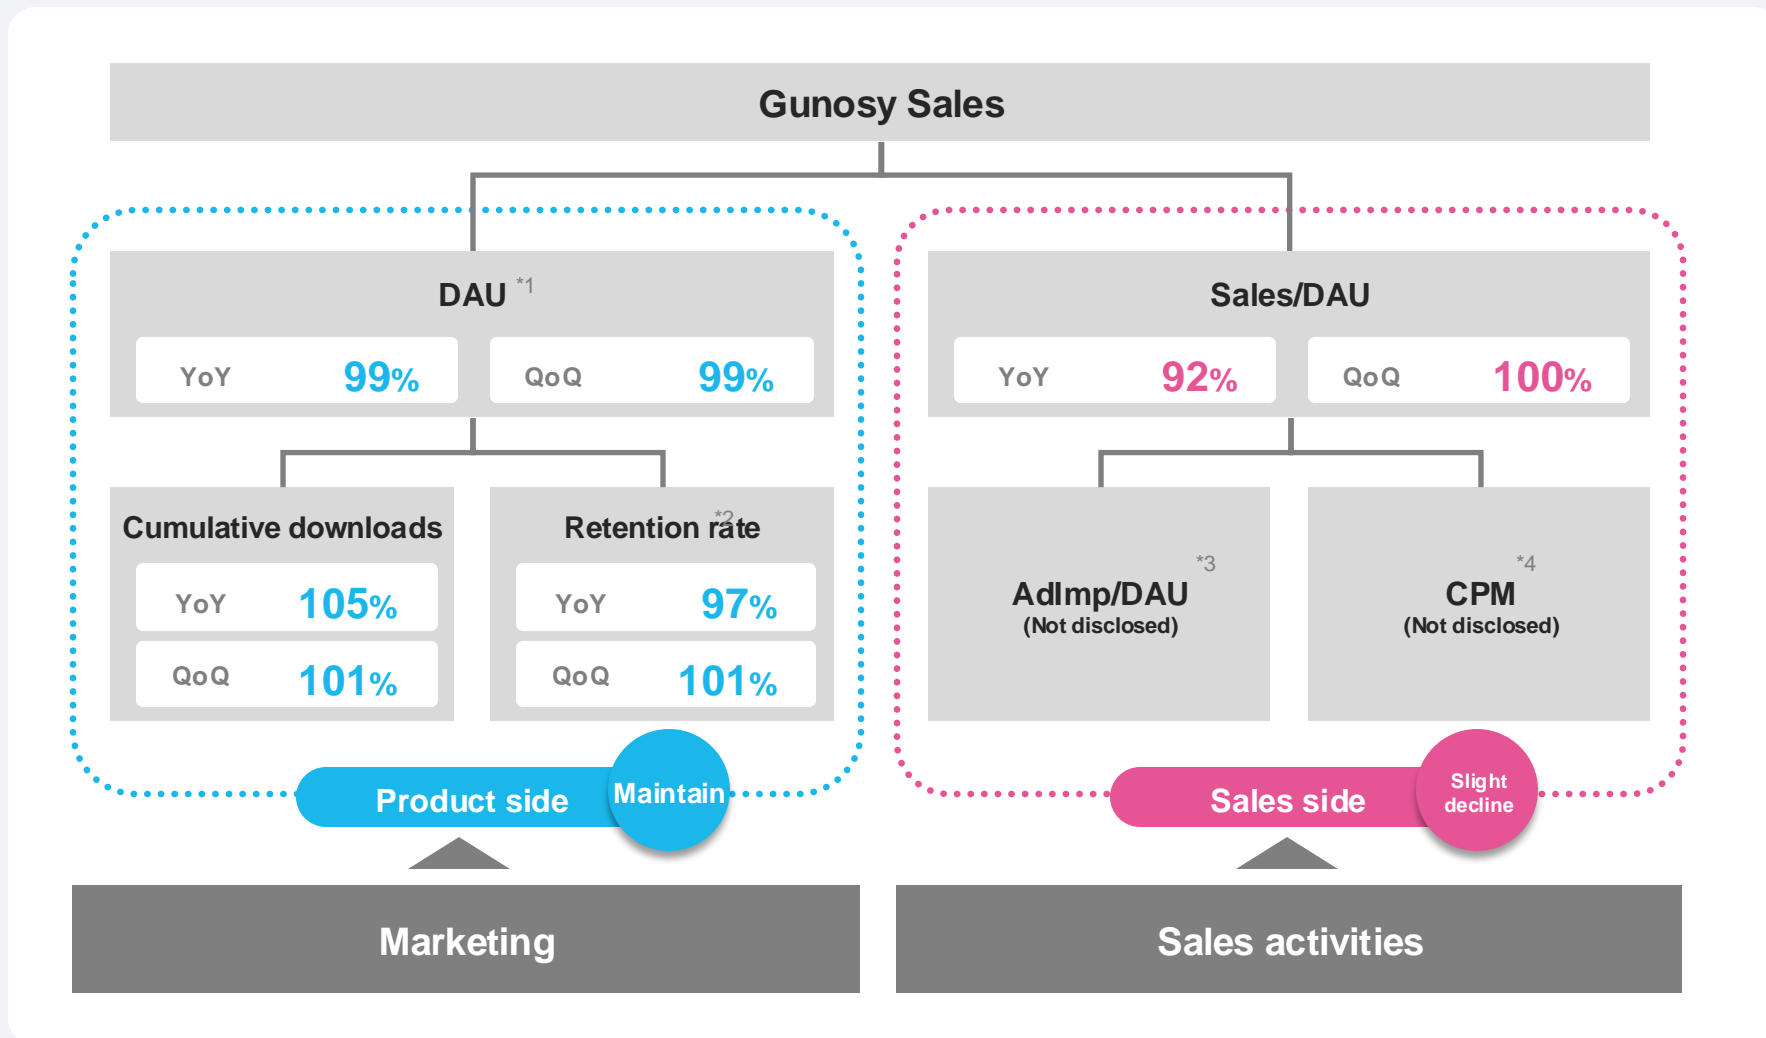 Gunosy Sales
DAU *1
YoY 99%
QoQ 99%
Cumulative downloads
YoY 105%
QoQ 101%
Retention rate *2
YoY 97%
QoQ 101%
Product side
Maintain
Marketing
Sales/DAU
YoY 92%
QoQ 100%
AdImp/DAU *3
(Not disclosed)
CPM *4
(Not disclosed)
Sales side
Slight
decline
Sales activities